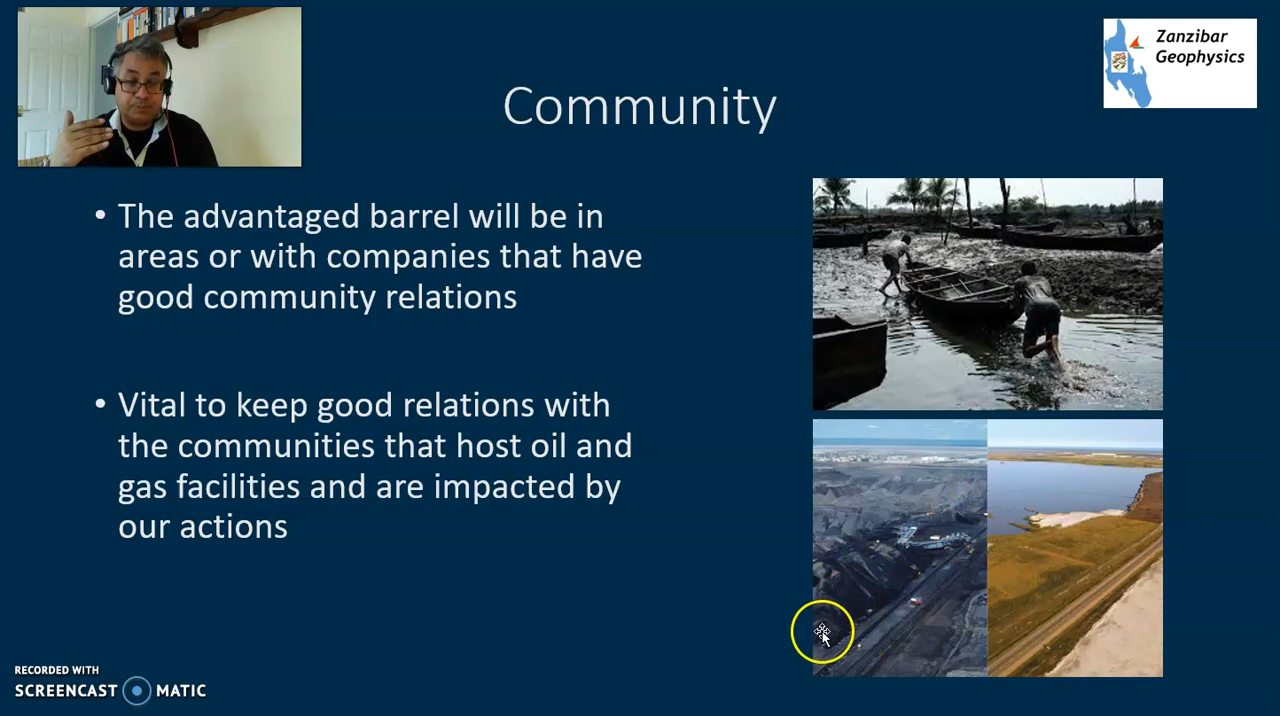 Zanzibar
Geophysics
Community
• The advantaged barrel will be in
areas or with companies that have
good community relations
• Vital to keep good relations with
the communities that host oil and
gas facilities and are impacted by
our actions
RECORDED WITH
SCREENCAST MATIC